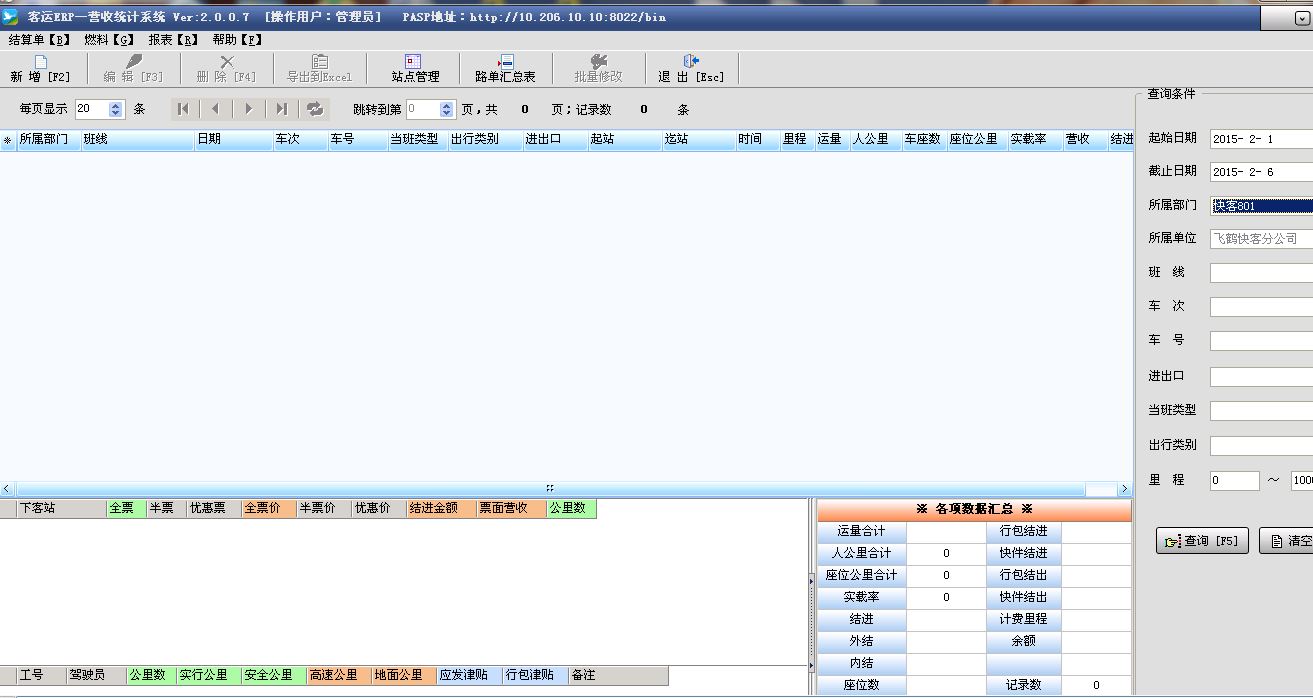 客运ERP—营收统计系统 Ver:2.0.0.7 [操作用户：管理员] PASP地址：http://10.206.10.10:8022/bin
结算单【B】 燃料【G】 报表【R】 帮助【F】
新 增 [F2] 编 辑 [F3] 删 除 [F4] 导出到Excel 站点管理 路单汇总表 批量修改 退 出 [Esc]
每页显示 20 条 跳转到第 0 页，共 0 页；记录数 0 条
* 所属部门 班线 日期 车次 车号 当班类型 出行类别 进出口 起站 迄站 时间 里程 运量 人公里 车座数 座位公里 实载率 营收 结进
查询条件
起始日期 2015- 2- 1
截止日期 2015- 2- 6
所属部门 快客801
所属单位 飞鹤快客分公司
班 线
车 次
车 号
进出口
当班类型
出行类别
里 程 0 ～ 1000
查询 [F5] 清空
下客站 全票 半票 优惠票 全票价 半票价 优惠价 结进金额 票面营收 公里数
※ 各项数据汇总 ※
运量合计 行包结进
人公里合计 0 快件结进
座位公里合计 0 行包结出
实载率 0 快件结出
结进 计费里程
外结 余额
内结
座位数 记录数 0
工号 驾驶员 公里数 实行公里 安全公里 高速公里 地面公里 应发津贴 行包津贴 备注